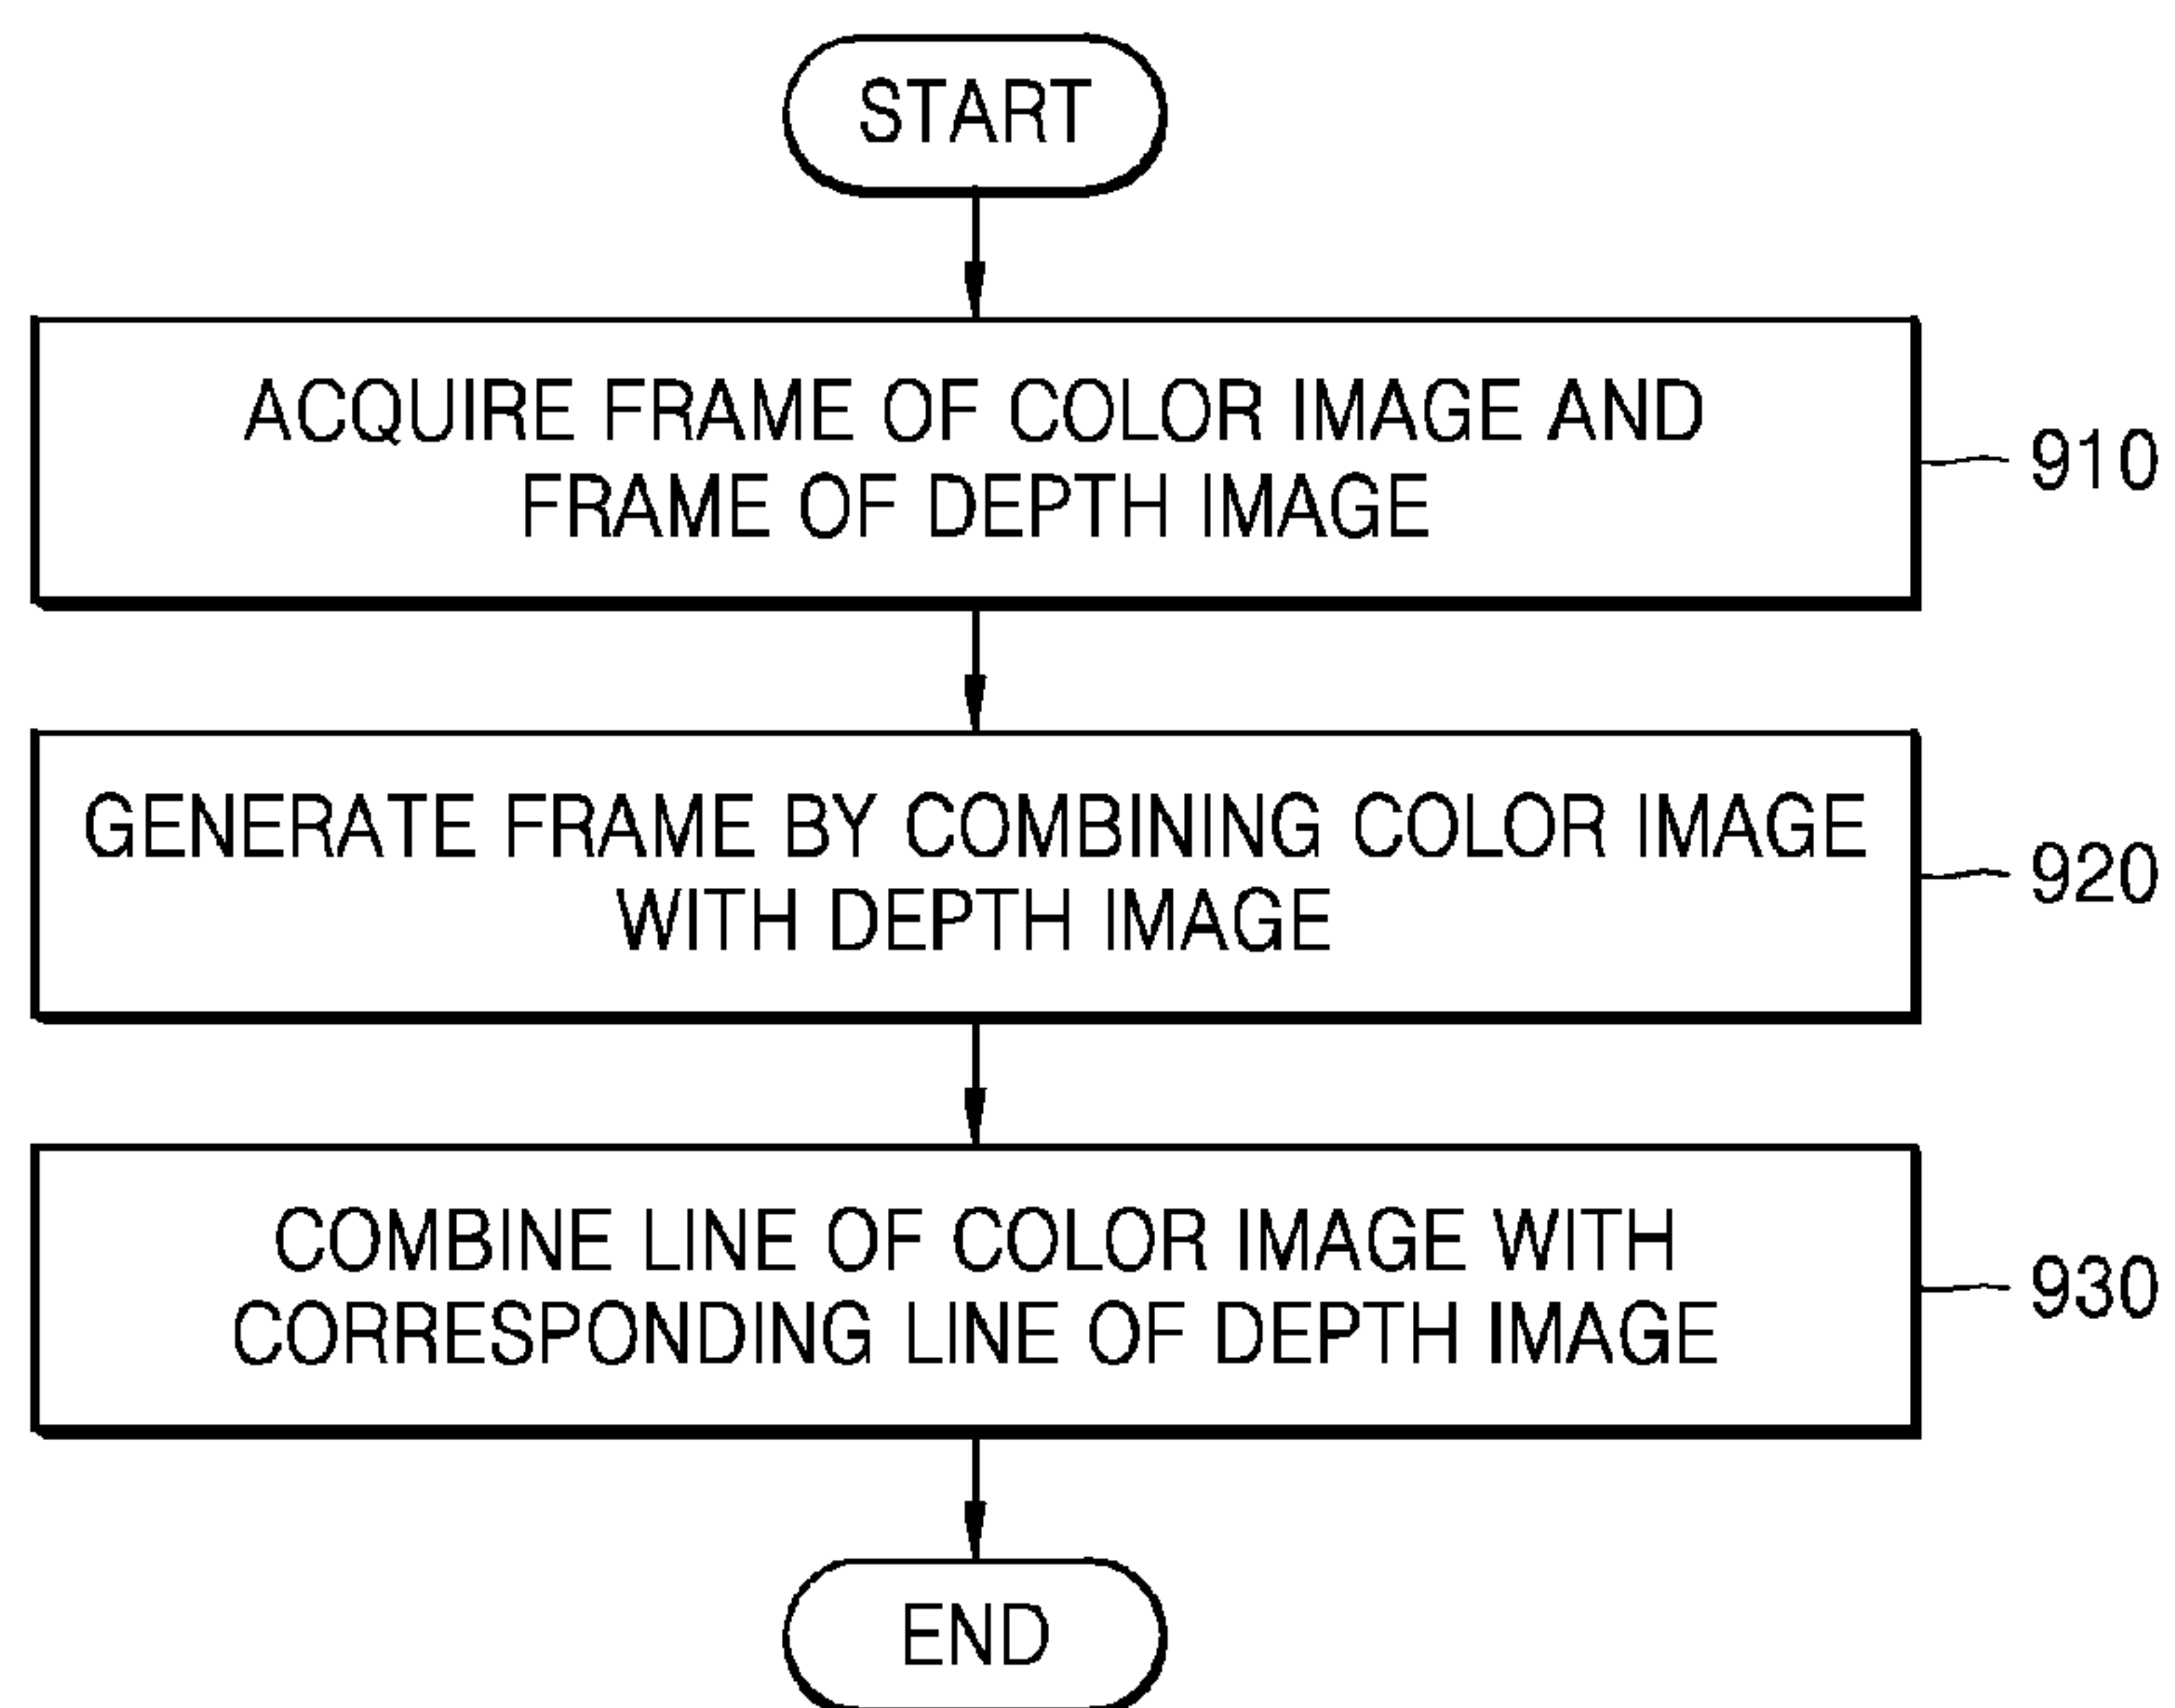 START
ACQUIRE FRAME OF COLOR IMAGE AND
FRAME OF DEPTH IMAGE
910
GENERATE FRAME BY COMBINING COLOR IMAGE
WITH DEPTH IMAGE
920
COMBINE LINE OF COLOR IMAGE WITH
CORRESPONDING LINE OF DEPTH IMAGE
930
END